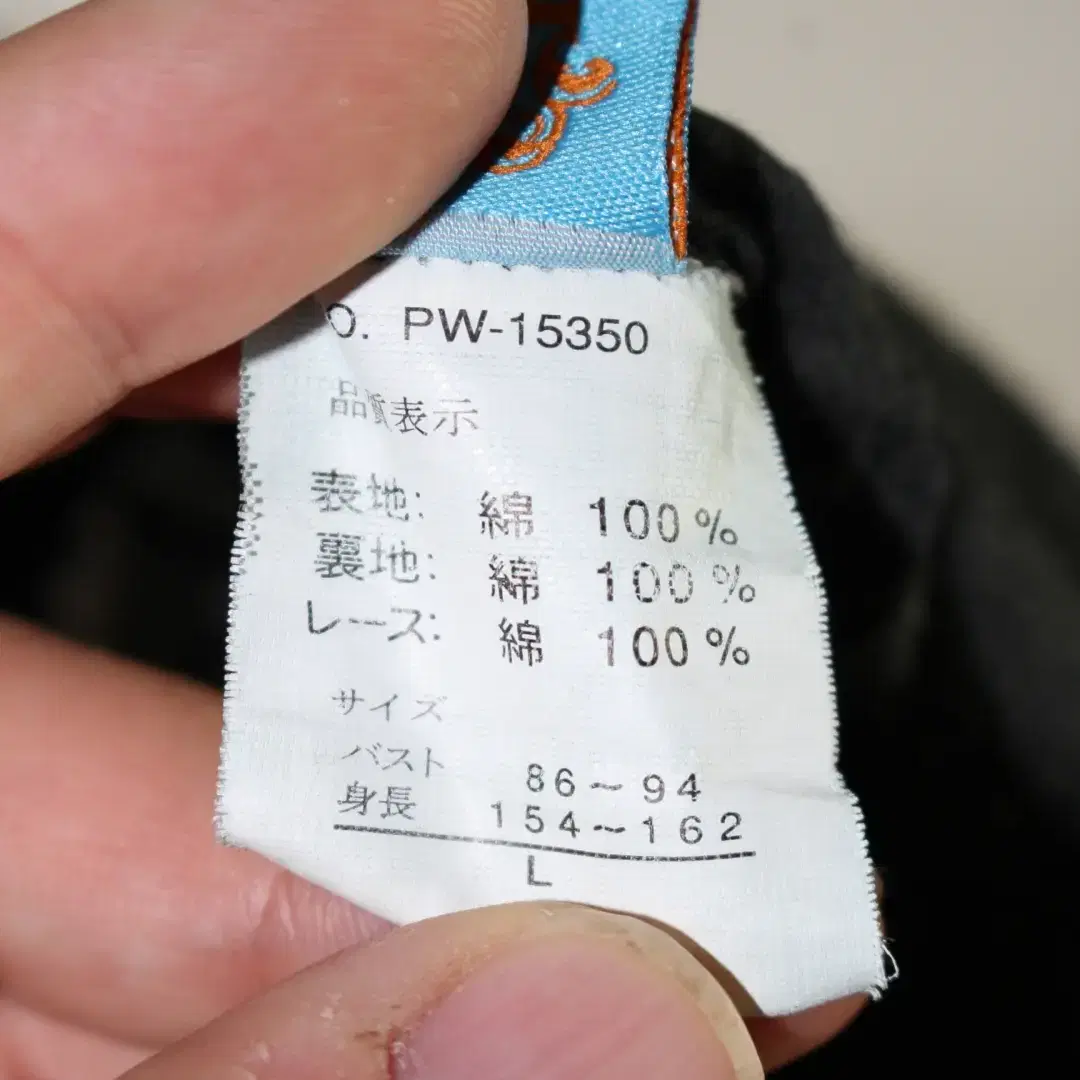 O. PW-15350
品質表示
表地: 綿 100%
裏地: 綿 100%
レース: 綿 100%
サイズ
バスト 86~94
身長 154~162
L